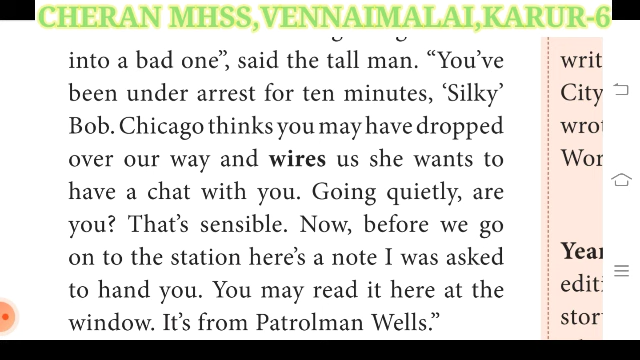 CHERAN MHSS,VENNAIMALAI,KARUR-6
into a bad one”, said the tall man. “You’ve
been under arrest for ten minutes, ‘Silky’
Bob. Chicago thinks you may have dropped
over our way and wires us she wants to
have a chat with you. Going quietly, are
you? That’s sensible. Now, before we go
on to the station here’s a note I was asked
to hand you. You may read it here at the
window. It’s from Patrolman Wells.”
writ
City
wro
Wor
Year
editi
stor